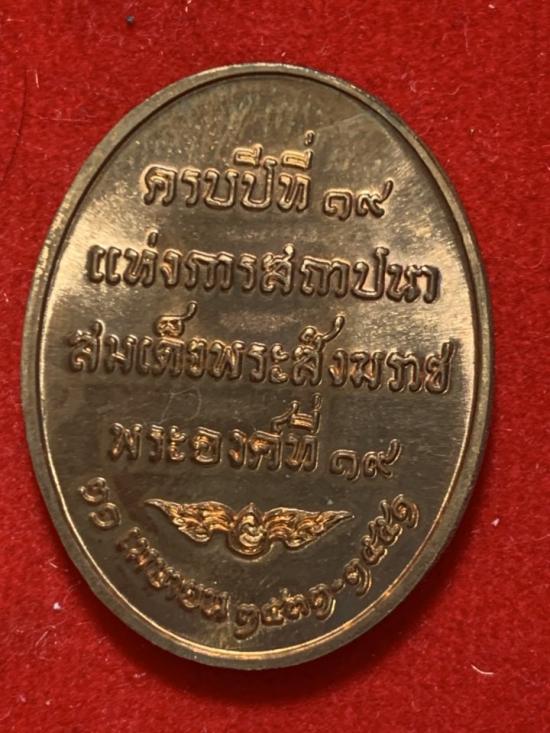 ครบปีที่ ๑๙
แห่งการสถาปนา
สมเด็จพระสังฆราช
พระองค์ที่ ๑๙
๒๑ เมษายน ๒๕๓๒-๒๕๕๑